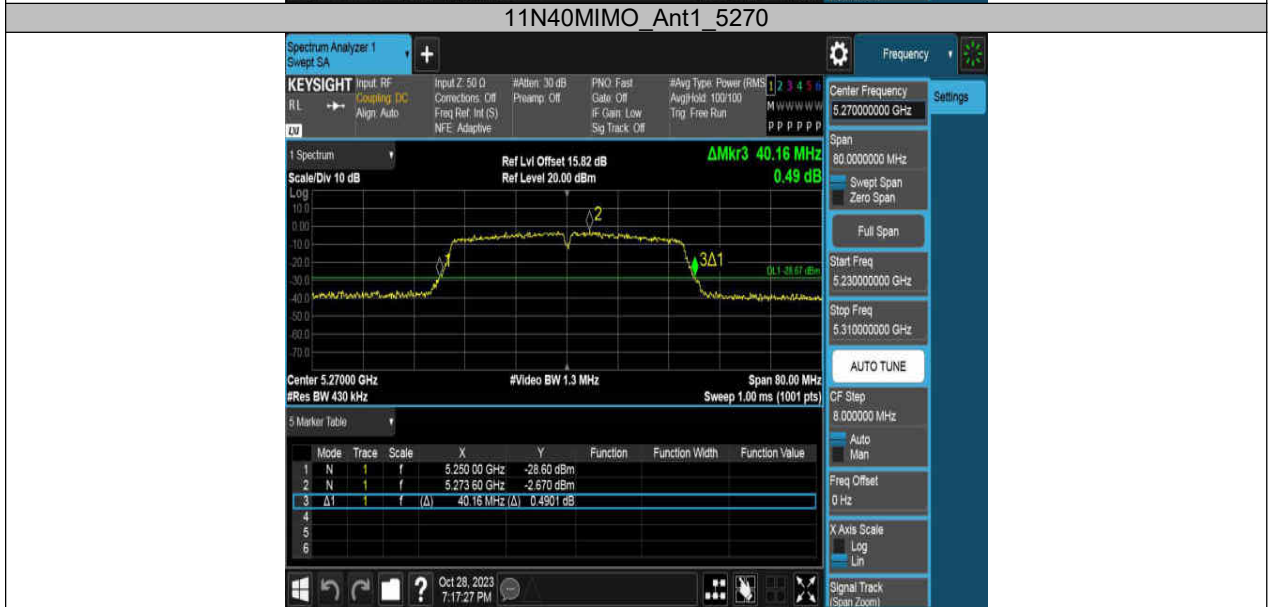 11N40MIMO_Ant1_5270
Spectrum Analyzer 1
Swept SA
Frequency
KEYSIGHT
RL
LXI
Input: RF
Coupling: DC
Align: Auto
Input Z: 50 Ω
Corrections: Off
Freq Ref: Int (S)
NFE: Adaptive
#Atten: 30 dB
Preamp: Off
PNO: Fast
Gate: Off
IF Gain: Low
Sig Track: Off
#Avg Type: Power (RMS
Avg|Hold: 100/100
Trig: Free Run
1 2 3 4 5 6
M W W W W W
P P P P P P
Center Frequency
5.270000000 GHz
Settings
Span
80.0000000 MHz
Swept Span
Zero Span
Full Span
Start Freq
5.230000000 GHz
Stop Freq
5.310000000 GHz
AUTO TUNE
CF Step
8.000000 MHz
Auto
Man
Freq Offset
0 Hz
X Axis Scale
Log
Lin
Signal Track
(Span Zoom)
1 Spectrum
Scale/Div 10 dB
Ref Lvl Offset 15.82 dB
Ref Level 20.00 dBm
ΔMkr3 40.16 MHz
0.49 dB
Log
10.0
0.00
-10.0
-20.0
-30.0
-40.0
-50.0
-60.0
-70.0
1
2
3Δ1
DL1 -28.67 dBm
Center 5.27000 GHz
#Video BW 1.3 MHz
Span 80.00 MHz
#Res BW 430 kHz
Sweep 1.00 ms (1001 pts)
5 Marker Table
Mode Trace Scale X Y Function Function Width Function Value
1 N 1 f 5.250 00 GHz -28.60 dBm
2 N 1 f 5.273 60 GHz -2.670 dBm
3 Δ1 1 f (Δ) 40.16 MHz (Δ) 0.4901 dB
4
5
6
Oct 28, 2023
7:17:27 PM